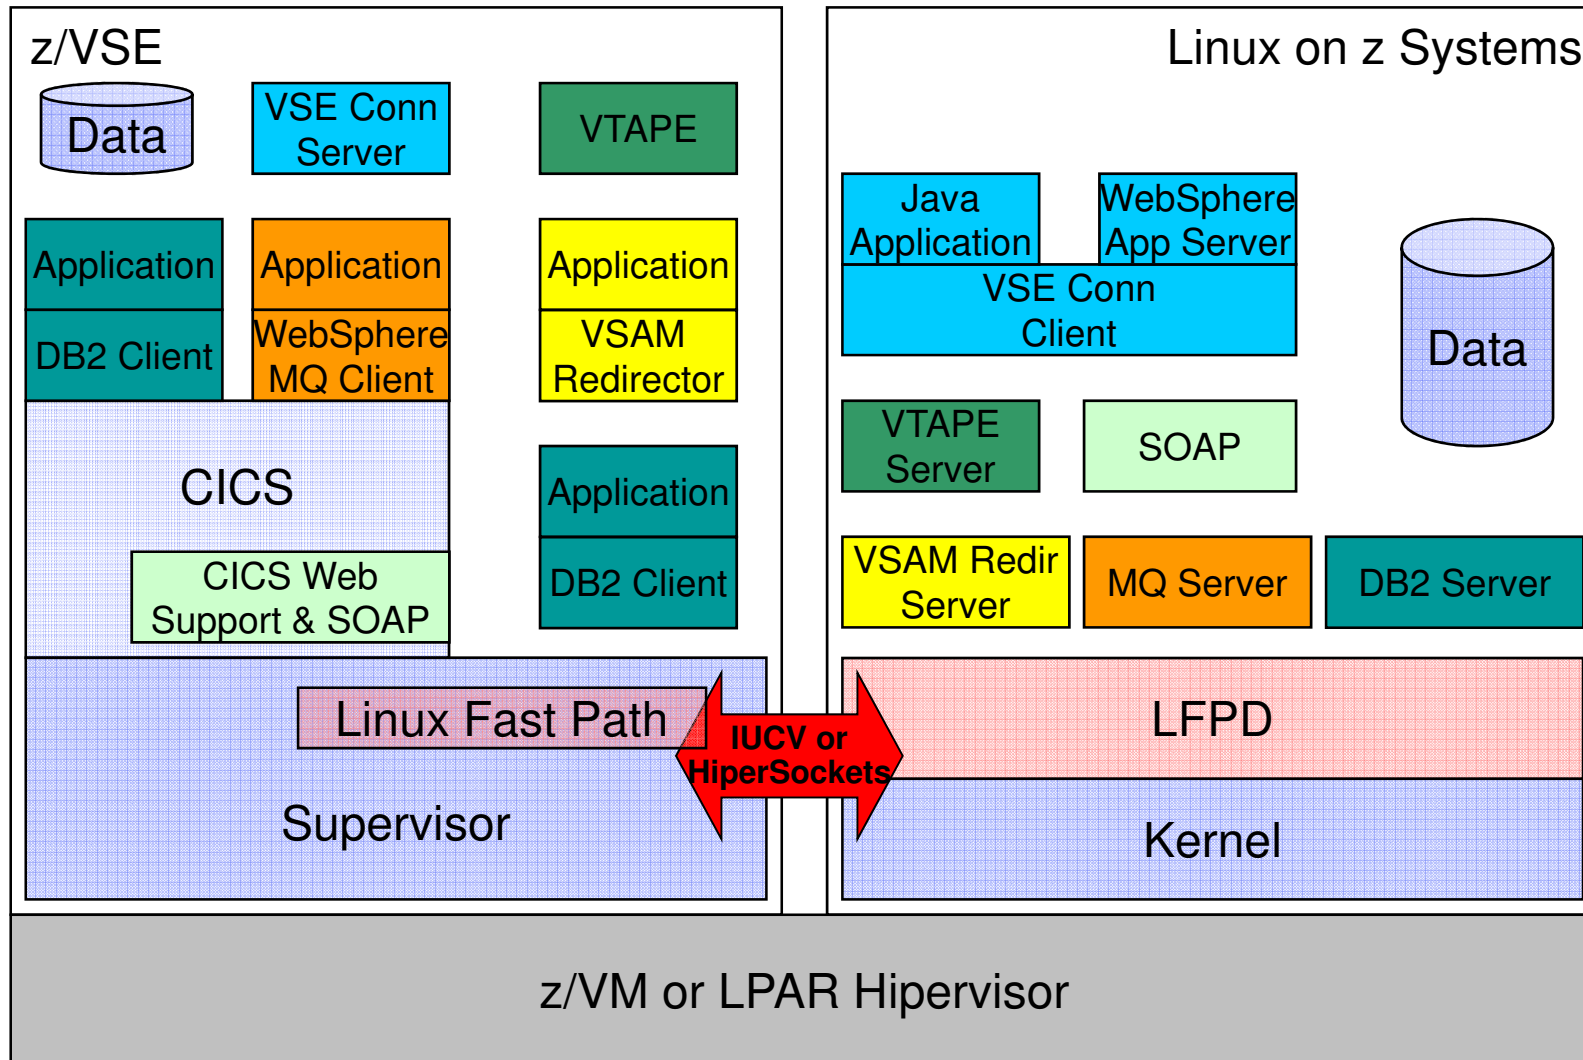 z/VSE
Data
VSE Conn
Server
VTAPE
Application
DB2 Client
Application
WebSphere
MQ Client
Application
VSAM
Redirector
CICS
CICS Web
Support & SOAP
Application
DB2 Client
Linux Fast Path
Supervisor
IUCV or
HiperSockets
Linux on z Systems
Java
Application
WebSphere
App Server
VSE Conn
Client
Data
VTAPE
Server
SOAP
VSAM Redir
Server
MQ Server
DB2 Server
LFPD
Kernel
z/VM or LPAR Hipervisor